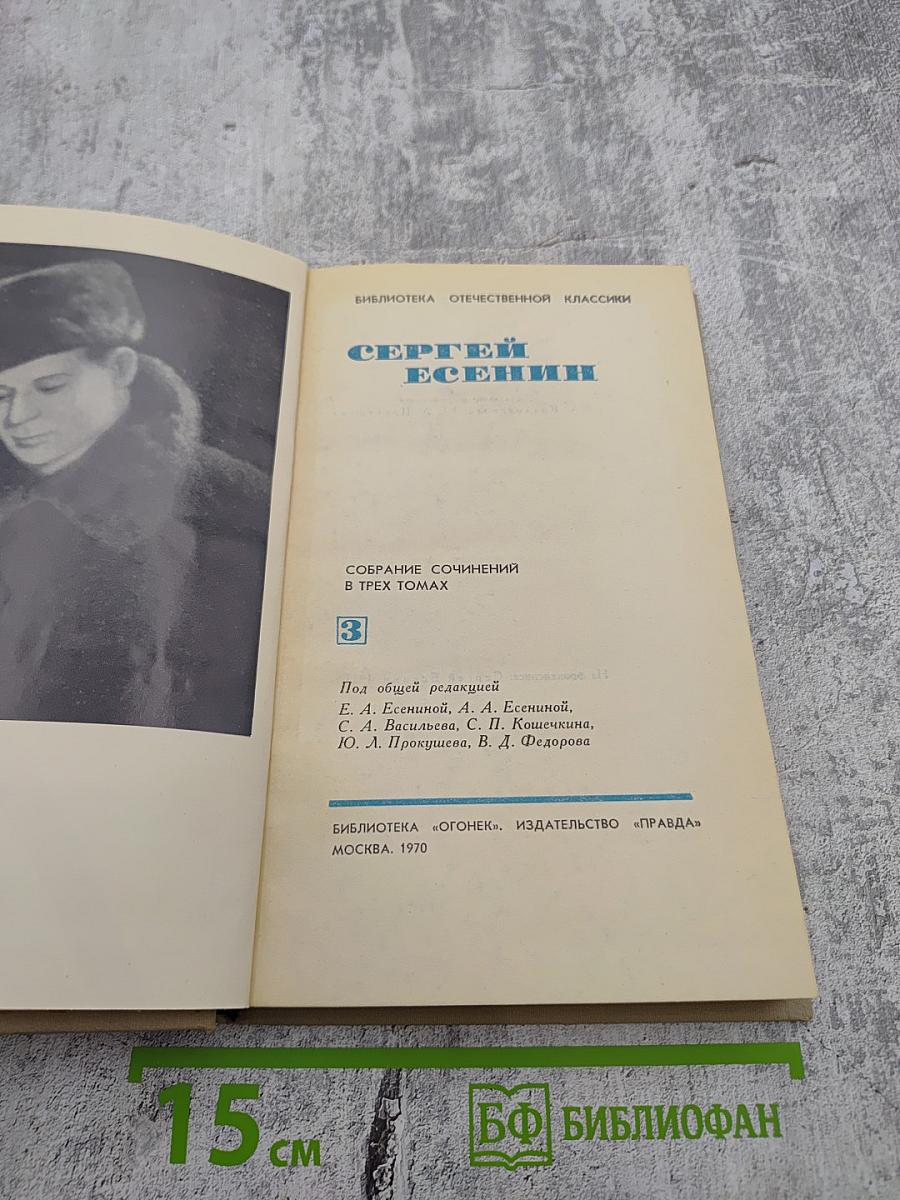 БИБЛИОТЕКА ОТЕЧЕСТВЕННОЙ КЛАССИКИ
СЕРГЕЙ
ЕСЕНИН
СОБРАНИЕ СОЧИНЕНИЙ
В ТРЕХ ТОМАХ
3
Под общей редакцией
Е. А. Есениной, А. А. Есениной,
С. А. Васильева, С. П. Кошечкина,
Ю. Л. Прокушева, В. Д. Федорова
БИБЛИОТЕКА «ОГОНЕК». ИЗДАТЕЛЬСТВО «ПРАВДА»
МОСКВА. 1970
15 см
БФ БИБЛИОФАН